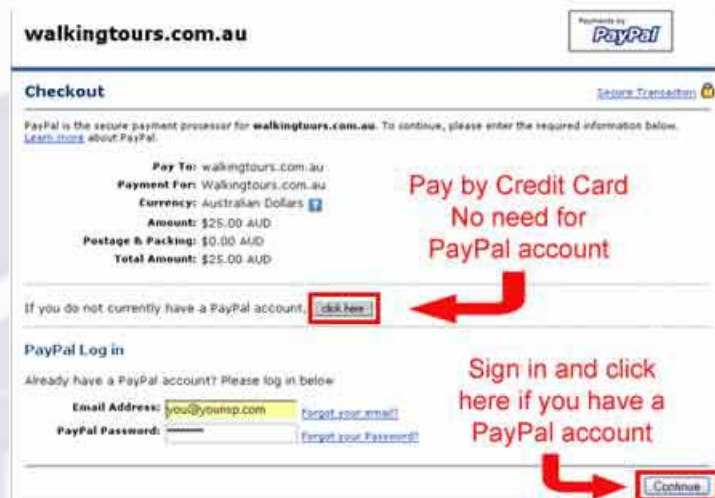 walkingtours.com.au
Payments by
PayPal
Checkout
Secure Transaction
PayPal is the secure payment processor for walkingtours.com.au. To continue, please enter the required information below.
Learn more about PayPal.
Pay To: walkingtours.com.au
Payment For: Walkingtours.com.au
Currency: Australian Dollars ?
Amount: $25.00 AUD
Postage & Packing: $0.00 AUD
Total Amount: $25.00 AUD
Pay by Credit Card
No need for
PayPal account
If you do not currently have a PayPal account, click here
PayPal Log in
Already have a PayPal account? Please log in below
Email Address: you@yourisp.com Forgot your email?
PayPal Password: Forgot your Password?
Sign in and click
here if you have a
PayPal account
Continue